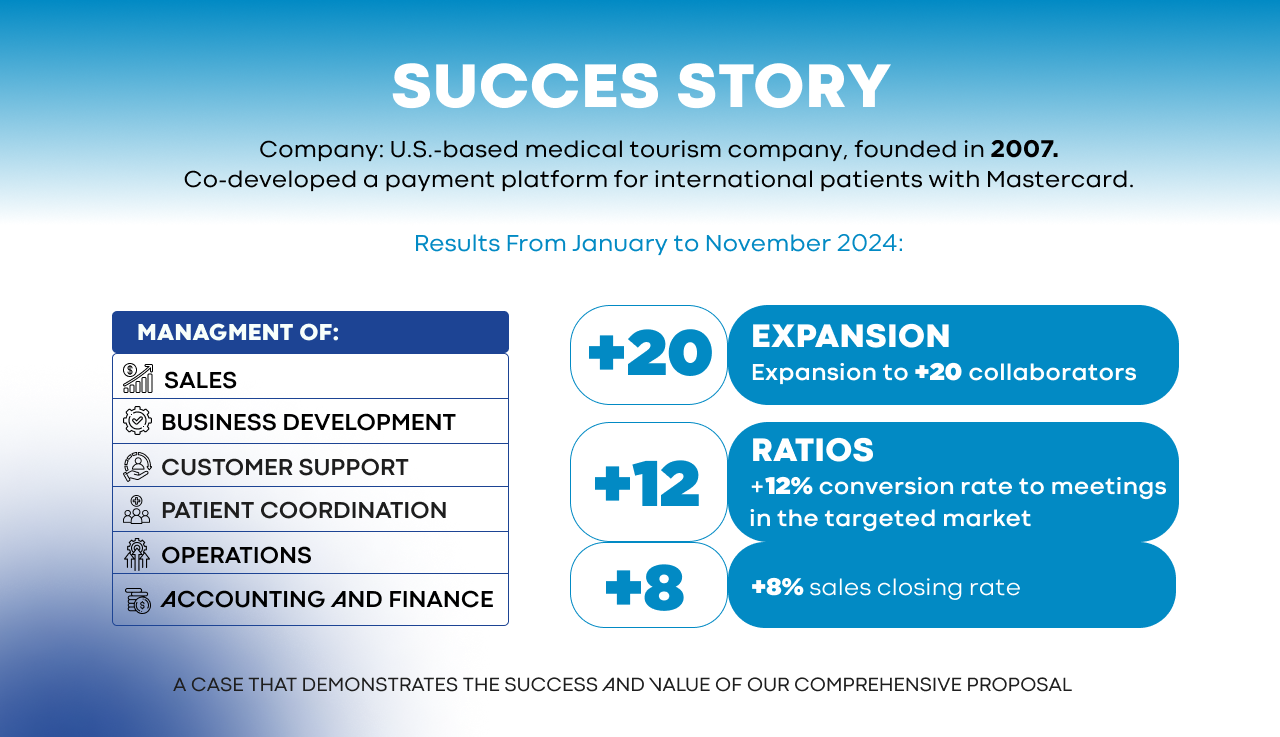 SUCCES STORY
Company: U.S.-based medical tourism company, founded in 2007.
Co-developed a payment platform for international patients with Mastercard.
Results From January to November 2024:
MANAGMENT OF:
SALES
BUSINESS DEVELOPMENT
CUSTOMER SUPPORT
PATIENT COORDINATION
OPERATIONS
ACCOUNTING AND FINANCE
+20
EXPANSION
Expansion to +20 collaborators
+12
RATIOS
+12% conversion rate to meetings
in the targeted market
+8
+8% sales closing rate
A CASE THAT DEMONSTRATES THE SUCCESS AND VALUE OF OUR COMPREHENSIVE PROPOSAL